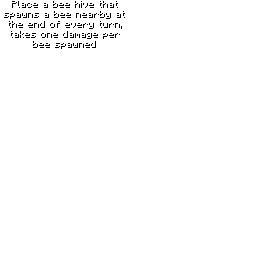 Place a bee hive that
spawns a bee nearby at
the end of every turn,
takes one damage per
bee spawned